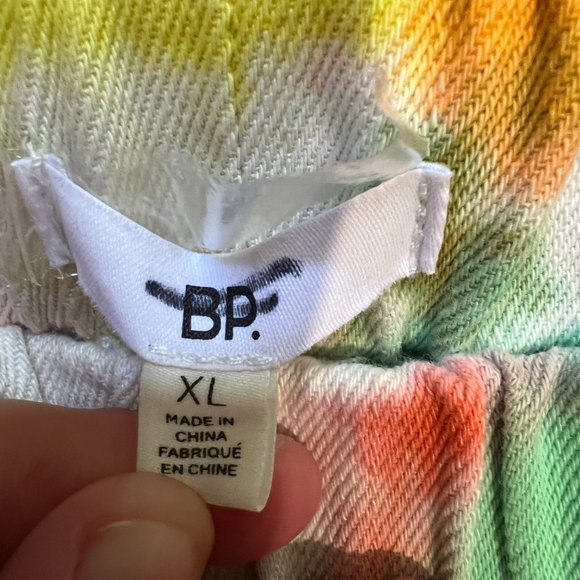 BP.
XL
MADE IN
CHINA
FABRIQUÉ
EN CHINE